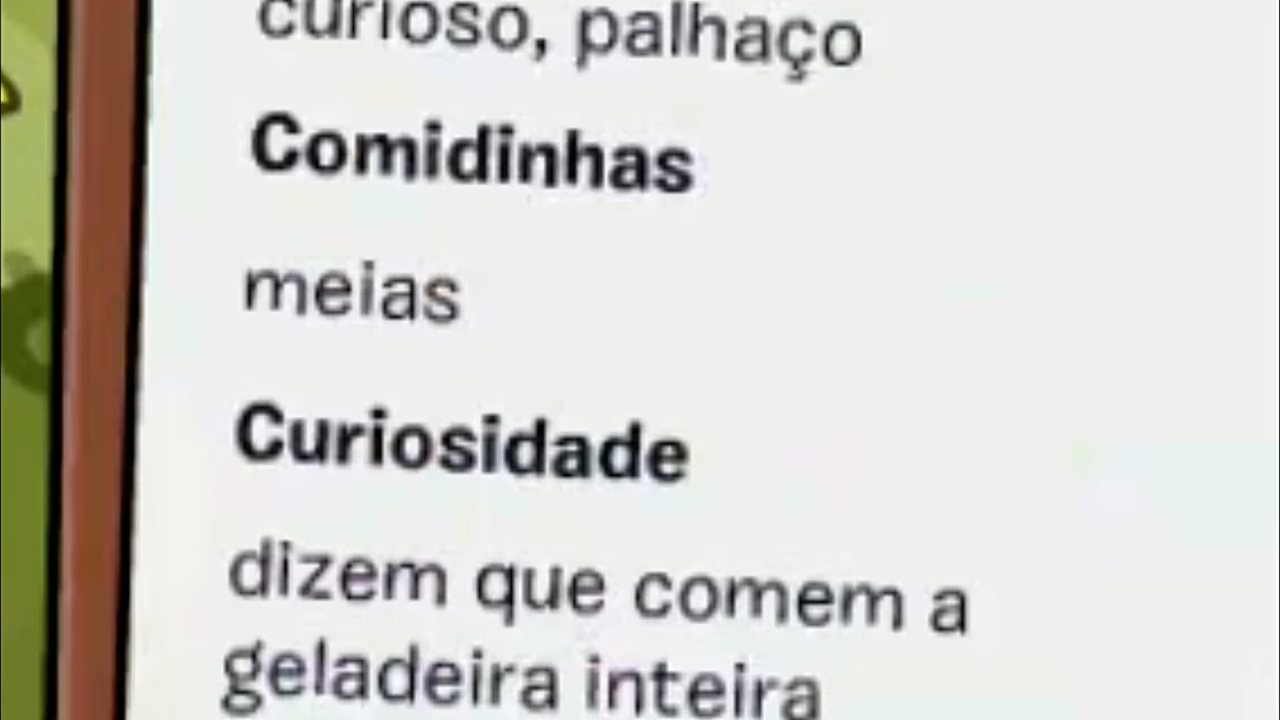 curioso, palhaço
Comidinhas
meias
Curiosidade
dizem que comem a
geladeira inteira